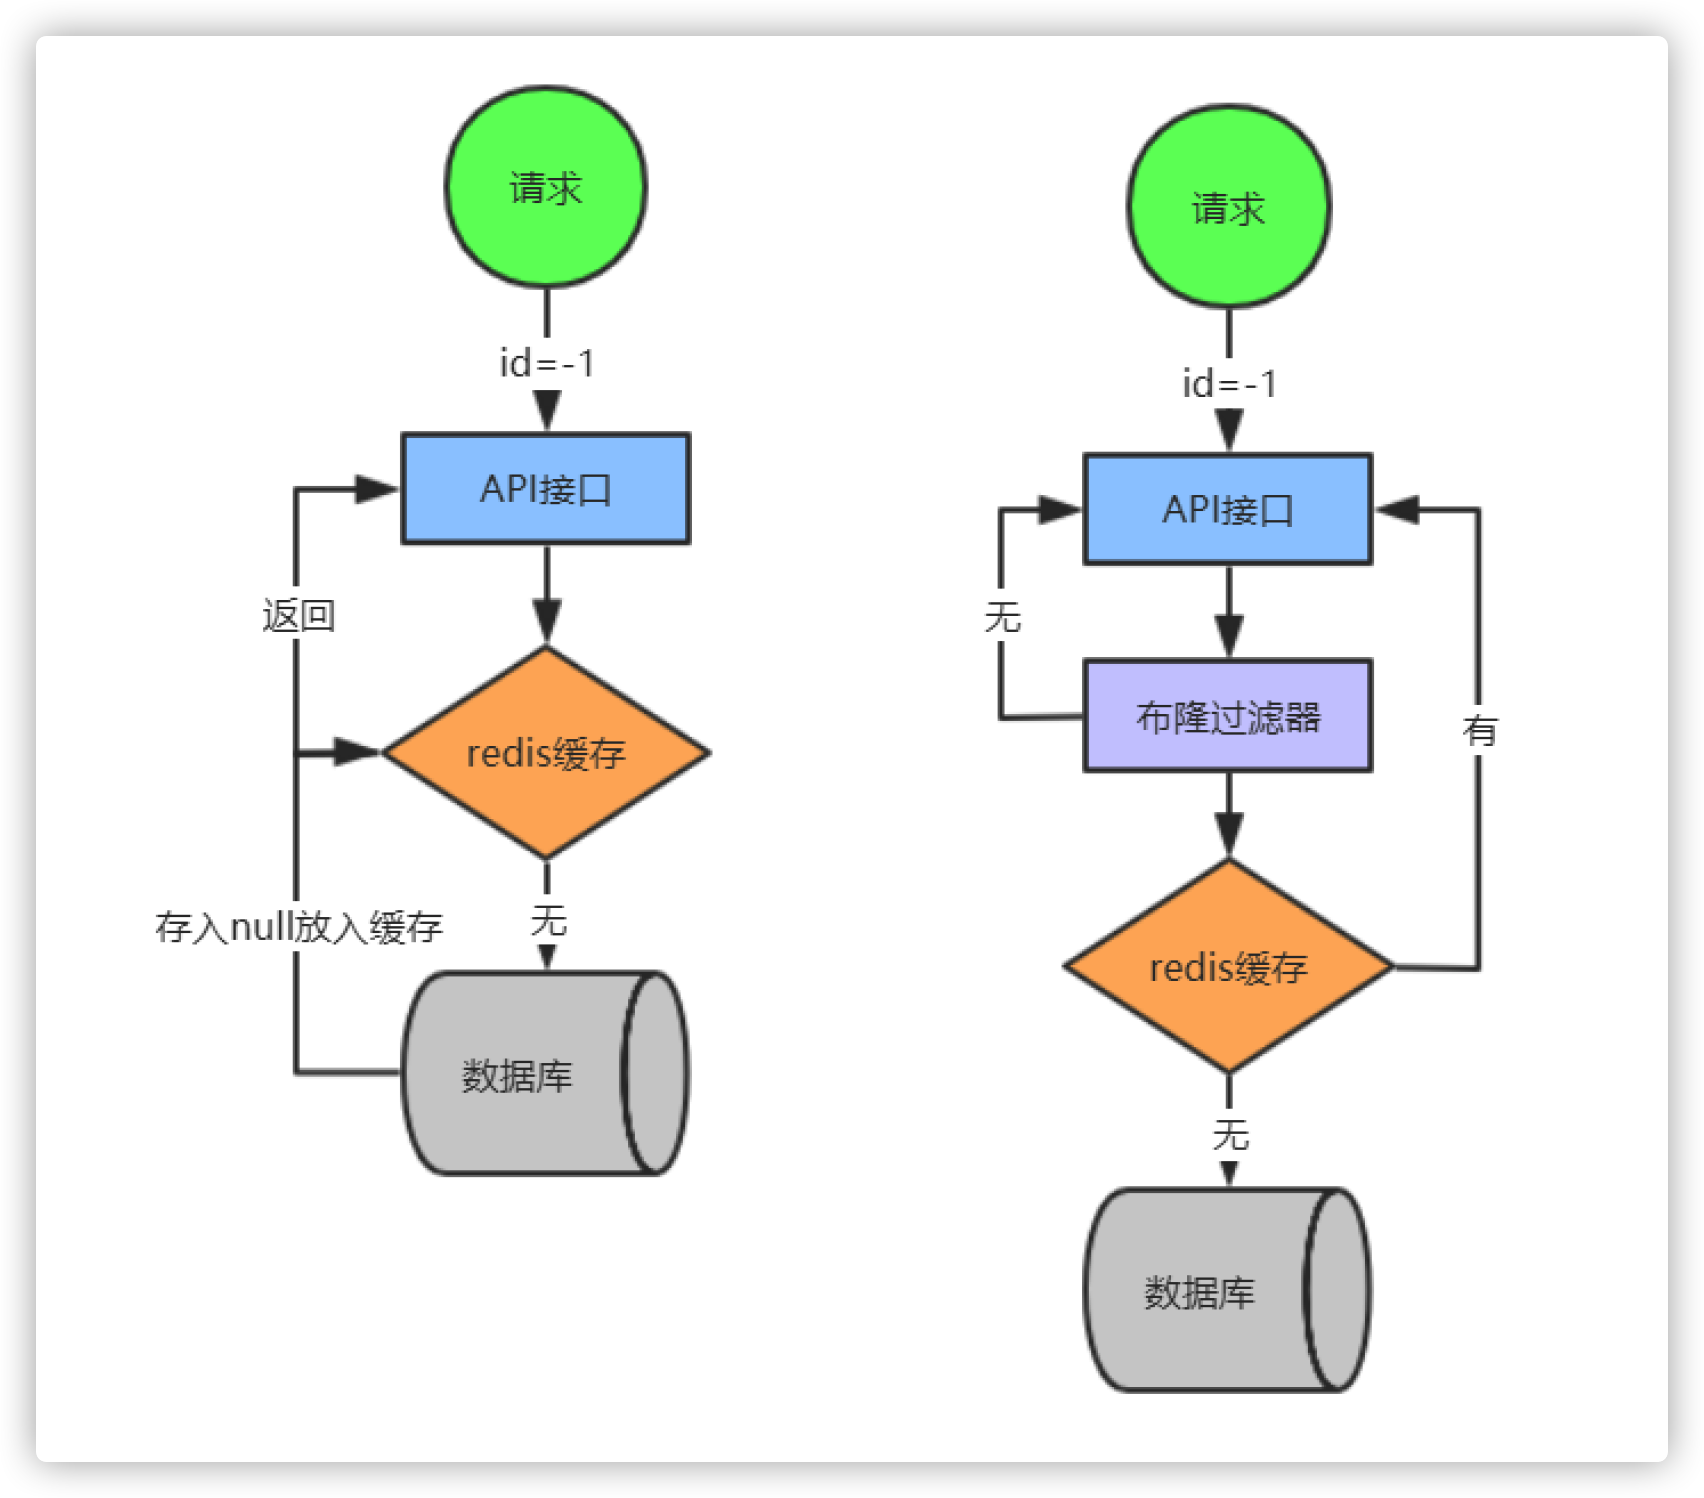 请求
id=-1
API接口
返回
redis缓存
无
存入null放入缓存
数据库
请求
id=-1
API接口
无
布隆过滤器
有
redis缓存
无
数据库